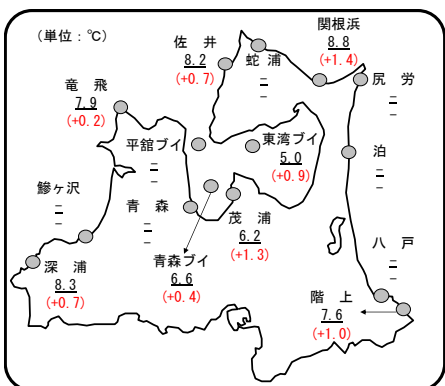 (単位：℃)
関根浜
8.8
(+1.4)
佐井
8.2
(+0.7)
蛇浦
－
－
尻労
－
－
竜飛
7.9
(+0.2)
平舘ブイ
－
－
東湾ブイ
5.0
(+0.9)
泊
－
－
鰺ヶ沢
－
－
青森
－
－
茂浦
6.2
(+1.3)
八戸
－
－
深浦
8.3
(+0.7)
青森ブイ
6.6
(+0.4)
階上
7.6
(+1.0)